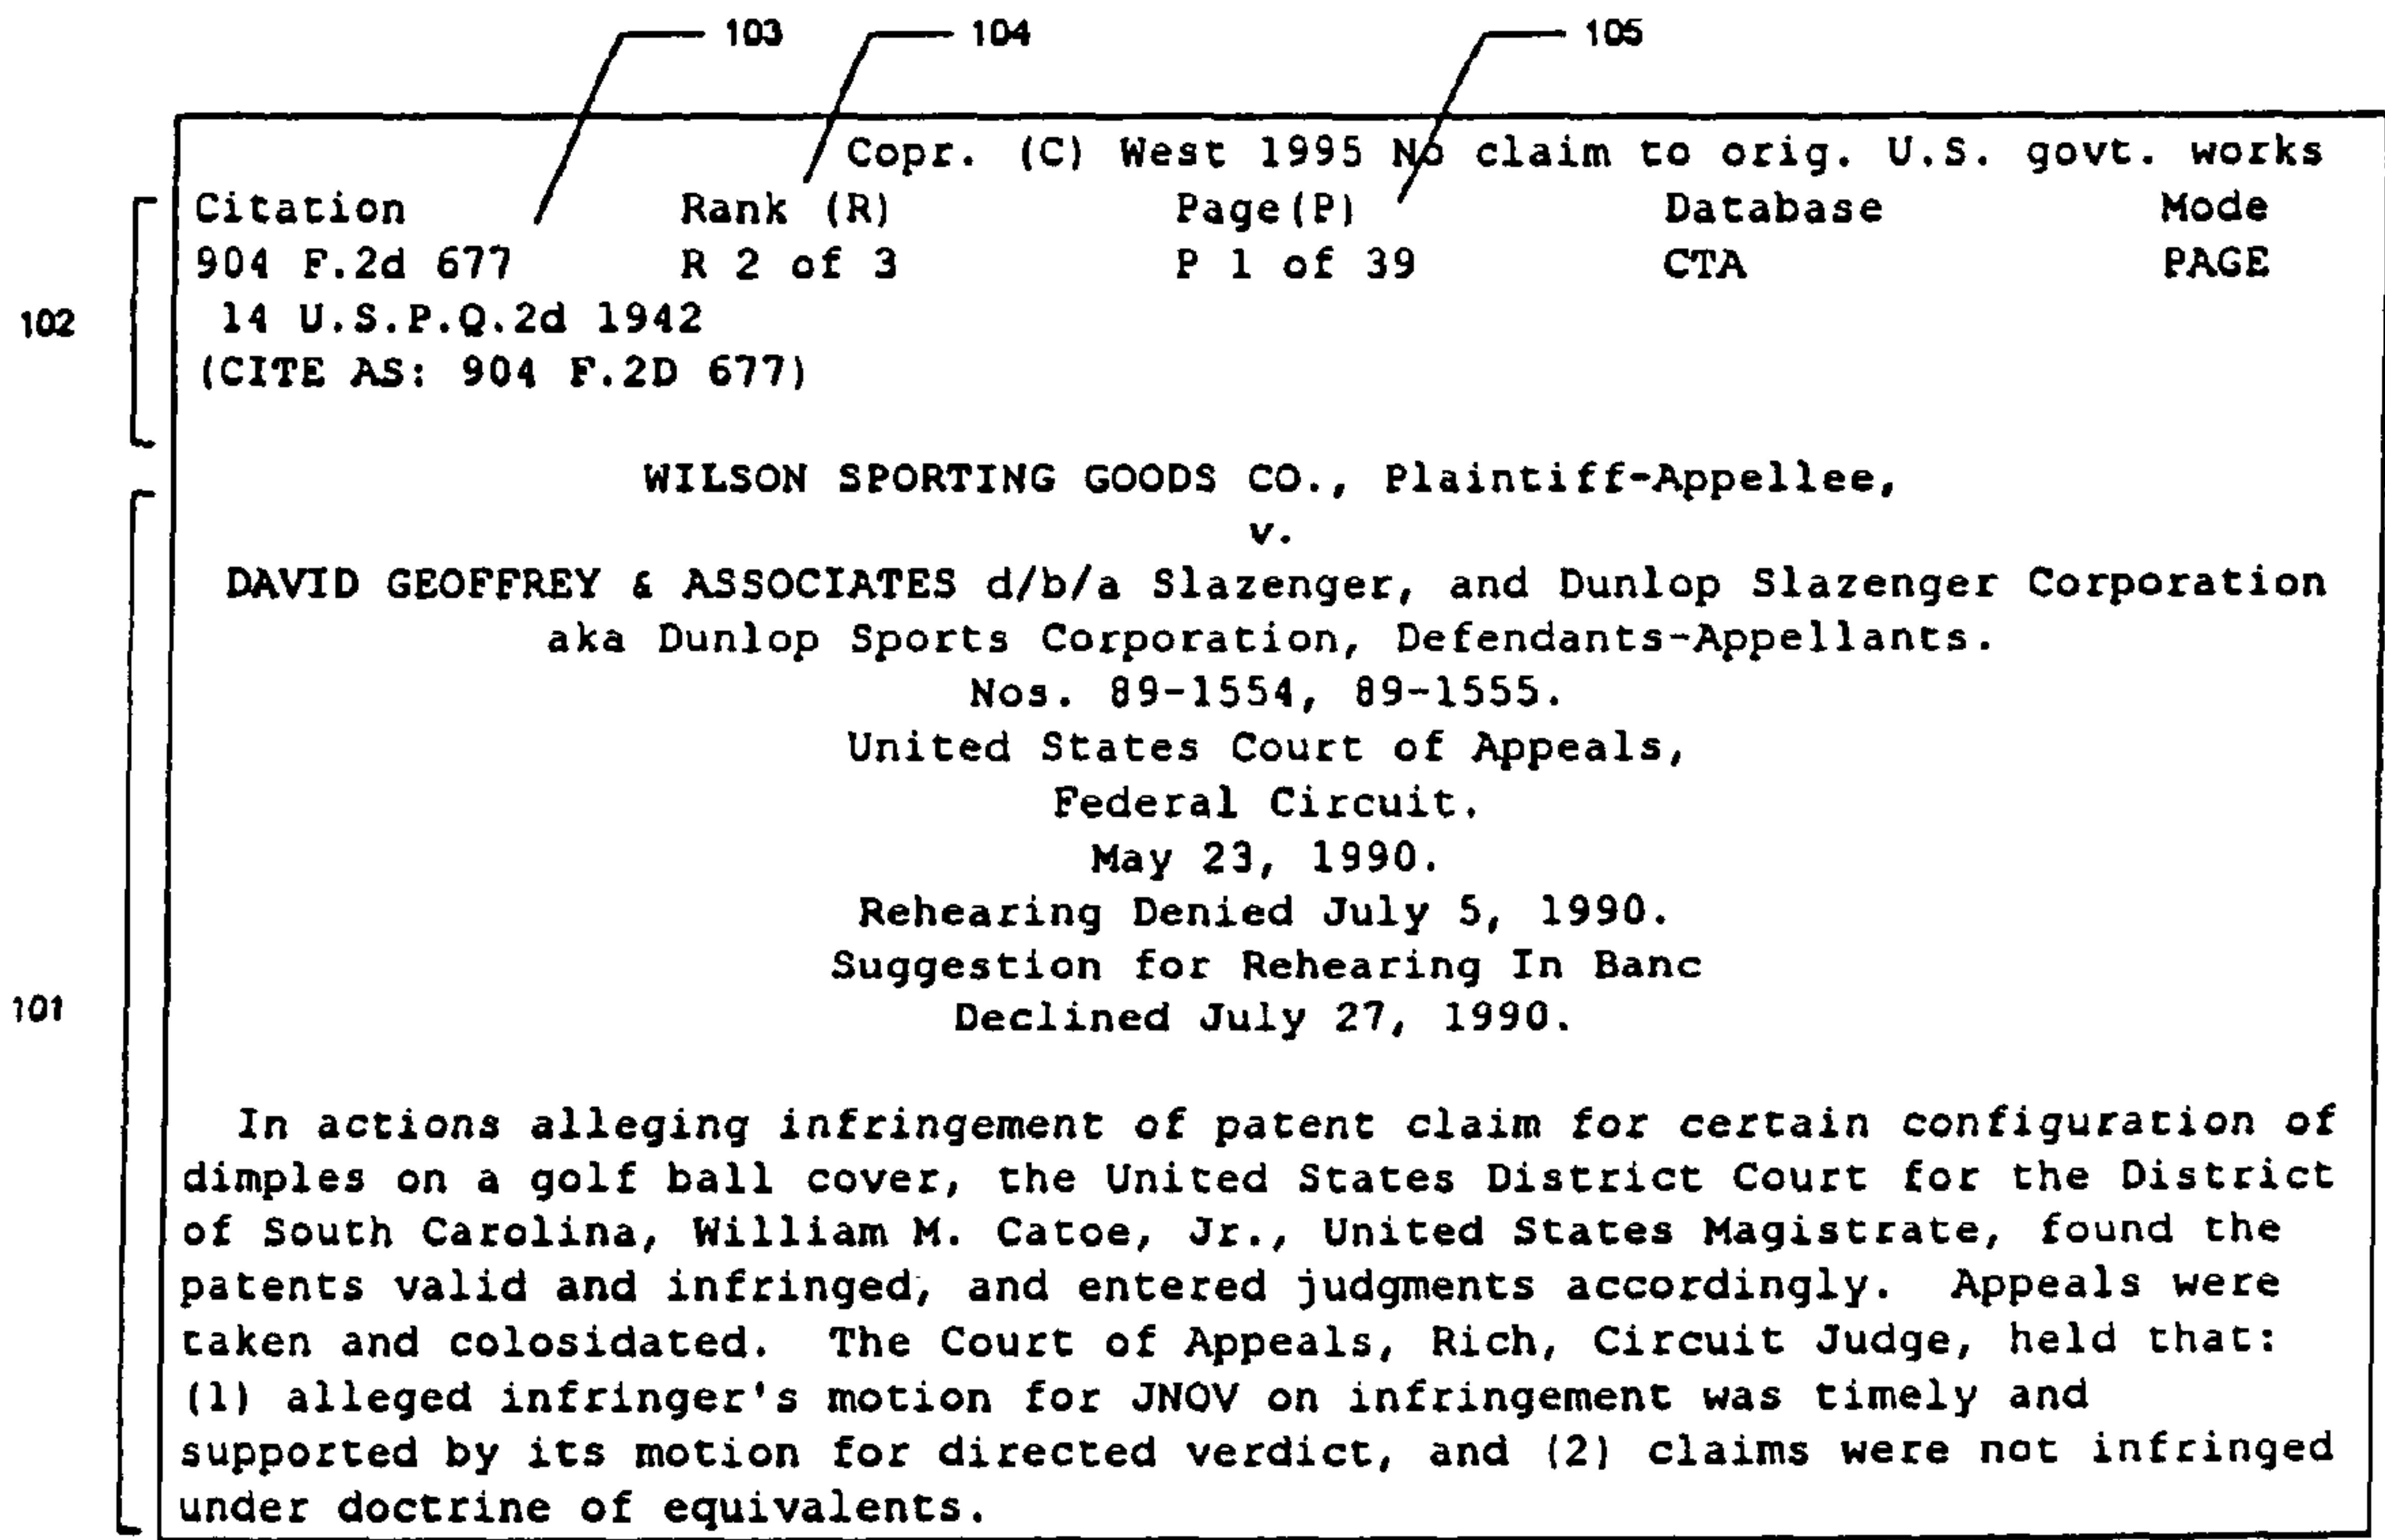 103 104 105
Copr. (C) West 1995 No claim to orig. U.S. govt. works
Citation Rank (R) Page(P) Database Mode
904 F.2d 677 R 2 of 3 P 1 of 39 CTA PAGE
102 14 U.S.P.Q.2d 1942
(CITE AS: 904 F.2D 677)
WILSON SPORTING GOODS CO., Plaintiff-Appellee,
v.
DAVID GEOFFREY & ASSOCIATES d/b/a Slazenger, and Dunlop Slazenger Corporation
aka Dunlop Sports Corporation, Defendants-Appellants.
Nos. 89-1554, 89-1555.
United States Court of Appeals,
Federal Circuit.
May 23, 1990.
Rehearing Denied July 5, 1990.
Suggestion for Rehearing In Banc
101 Declined July 27, 1990.
In actions alleging infringement of patent claim for certain configuration of
dimples on a golf ball cover, the United States District Court for the District
of South Carolina, William M. Catoe, Jr., United States Magistrate, found the
patents valid and infringed, and entered judgments accordingly. Appeals were
taken and colosidated. The Court of Appeals, Rich, Circuit Judge, held that:
(1) alleged infringer's motion for JNOV on infringement was timely and
supported by its motion for directed verdict, and (2) claims were not infringed
under doctrine of equivalents.